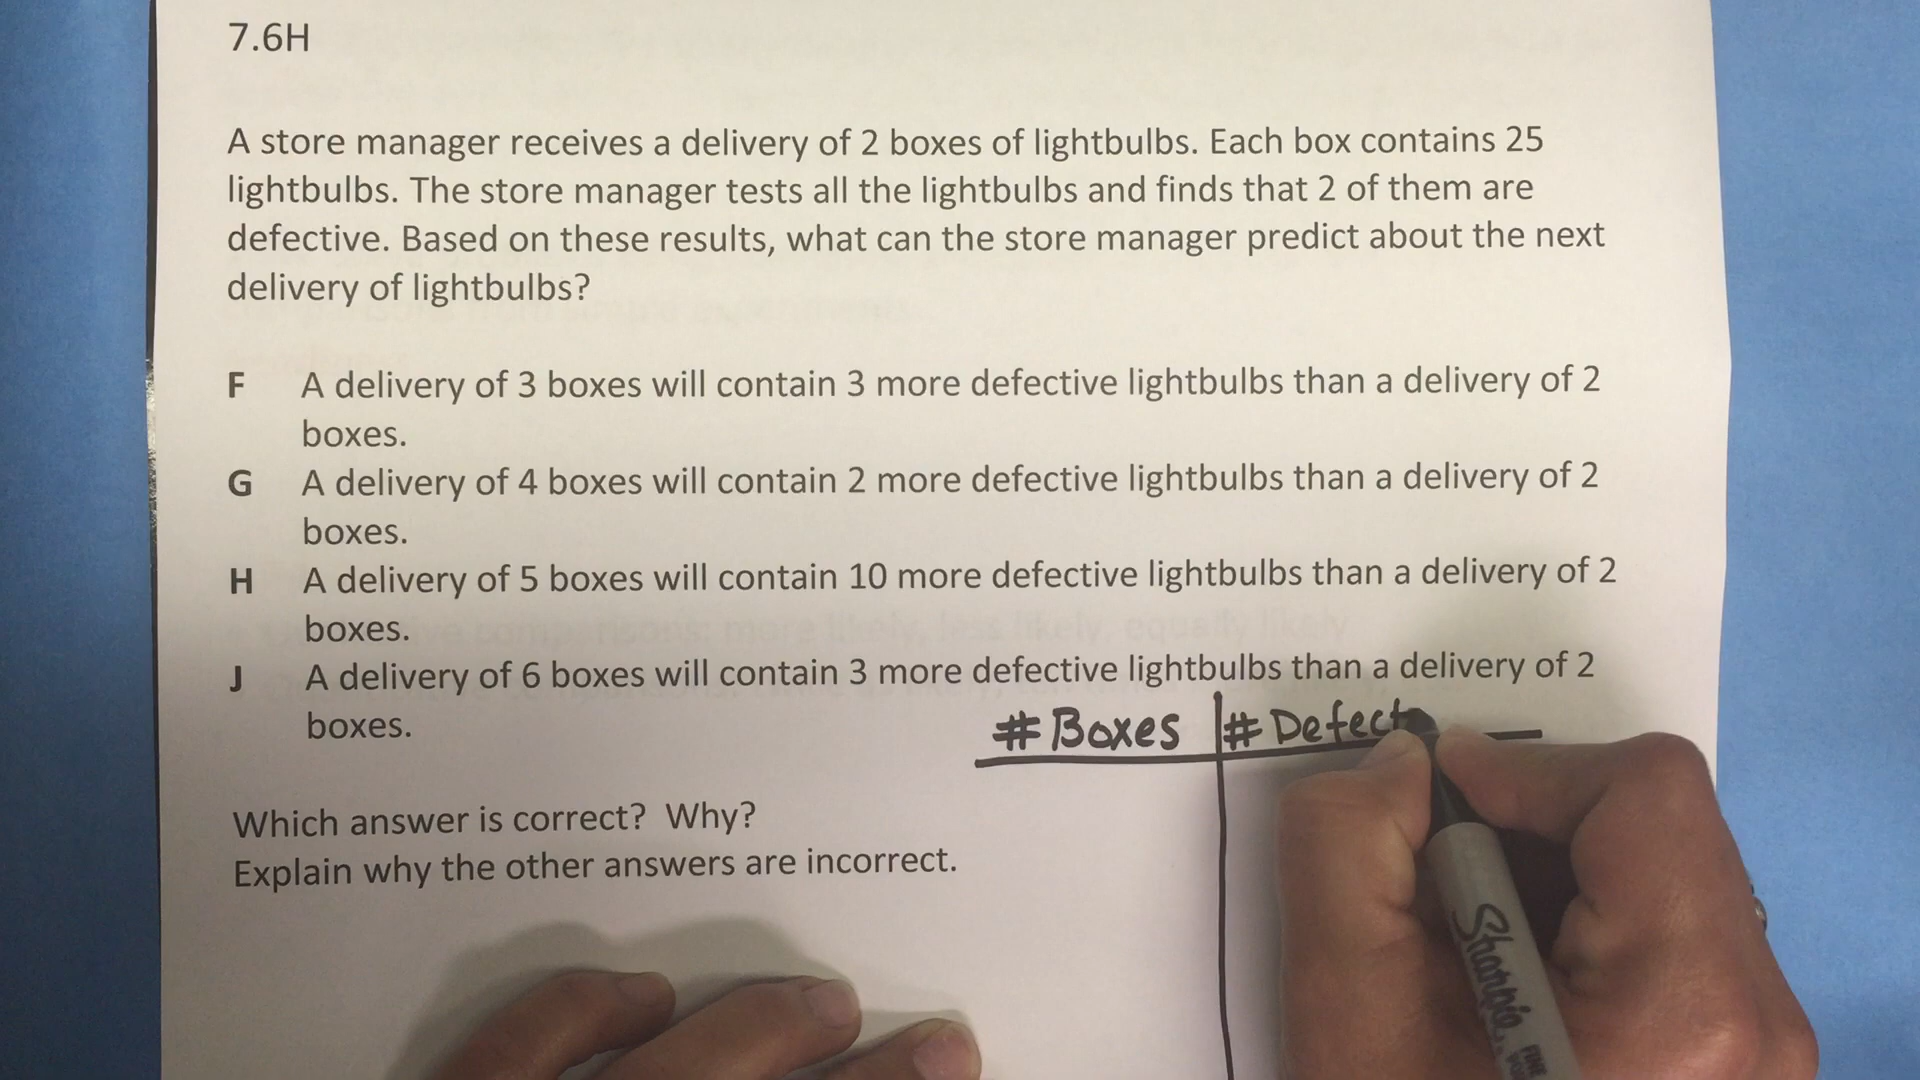 7.6H
A store manager receives a delivery of 2 boxes of lightbulbs. Each box contains 25
lightbulbs. The store manager tests all the lightbulbs and finds that 2 of them are
defective. Based on these results, what can the store manager predict about the next
delivery of lightbulbs?
F A delivery of 3 boxes will contain 3 more defective lightbulbs than a delivery of 2
boxes.
G A delivery of 4 boxes will contain 2 more defective lightbulbs than a delivery of 2
boxes.
H A delivery of 5 boxes will contain 10 more defective lightbulbs than a delivery of 2
boxes.
J A delivery of 6 boxes will contain 3 more defective lightbulbs than a delivery of 2
boxes.
# Boxes # Defect
Which answer is correct? Why?
Explain why the other answers are incorrect.
Sharpie